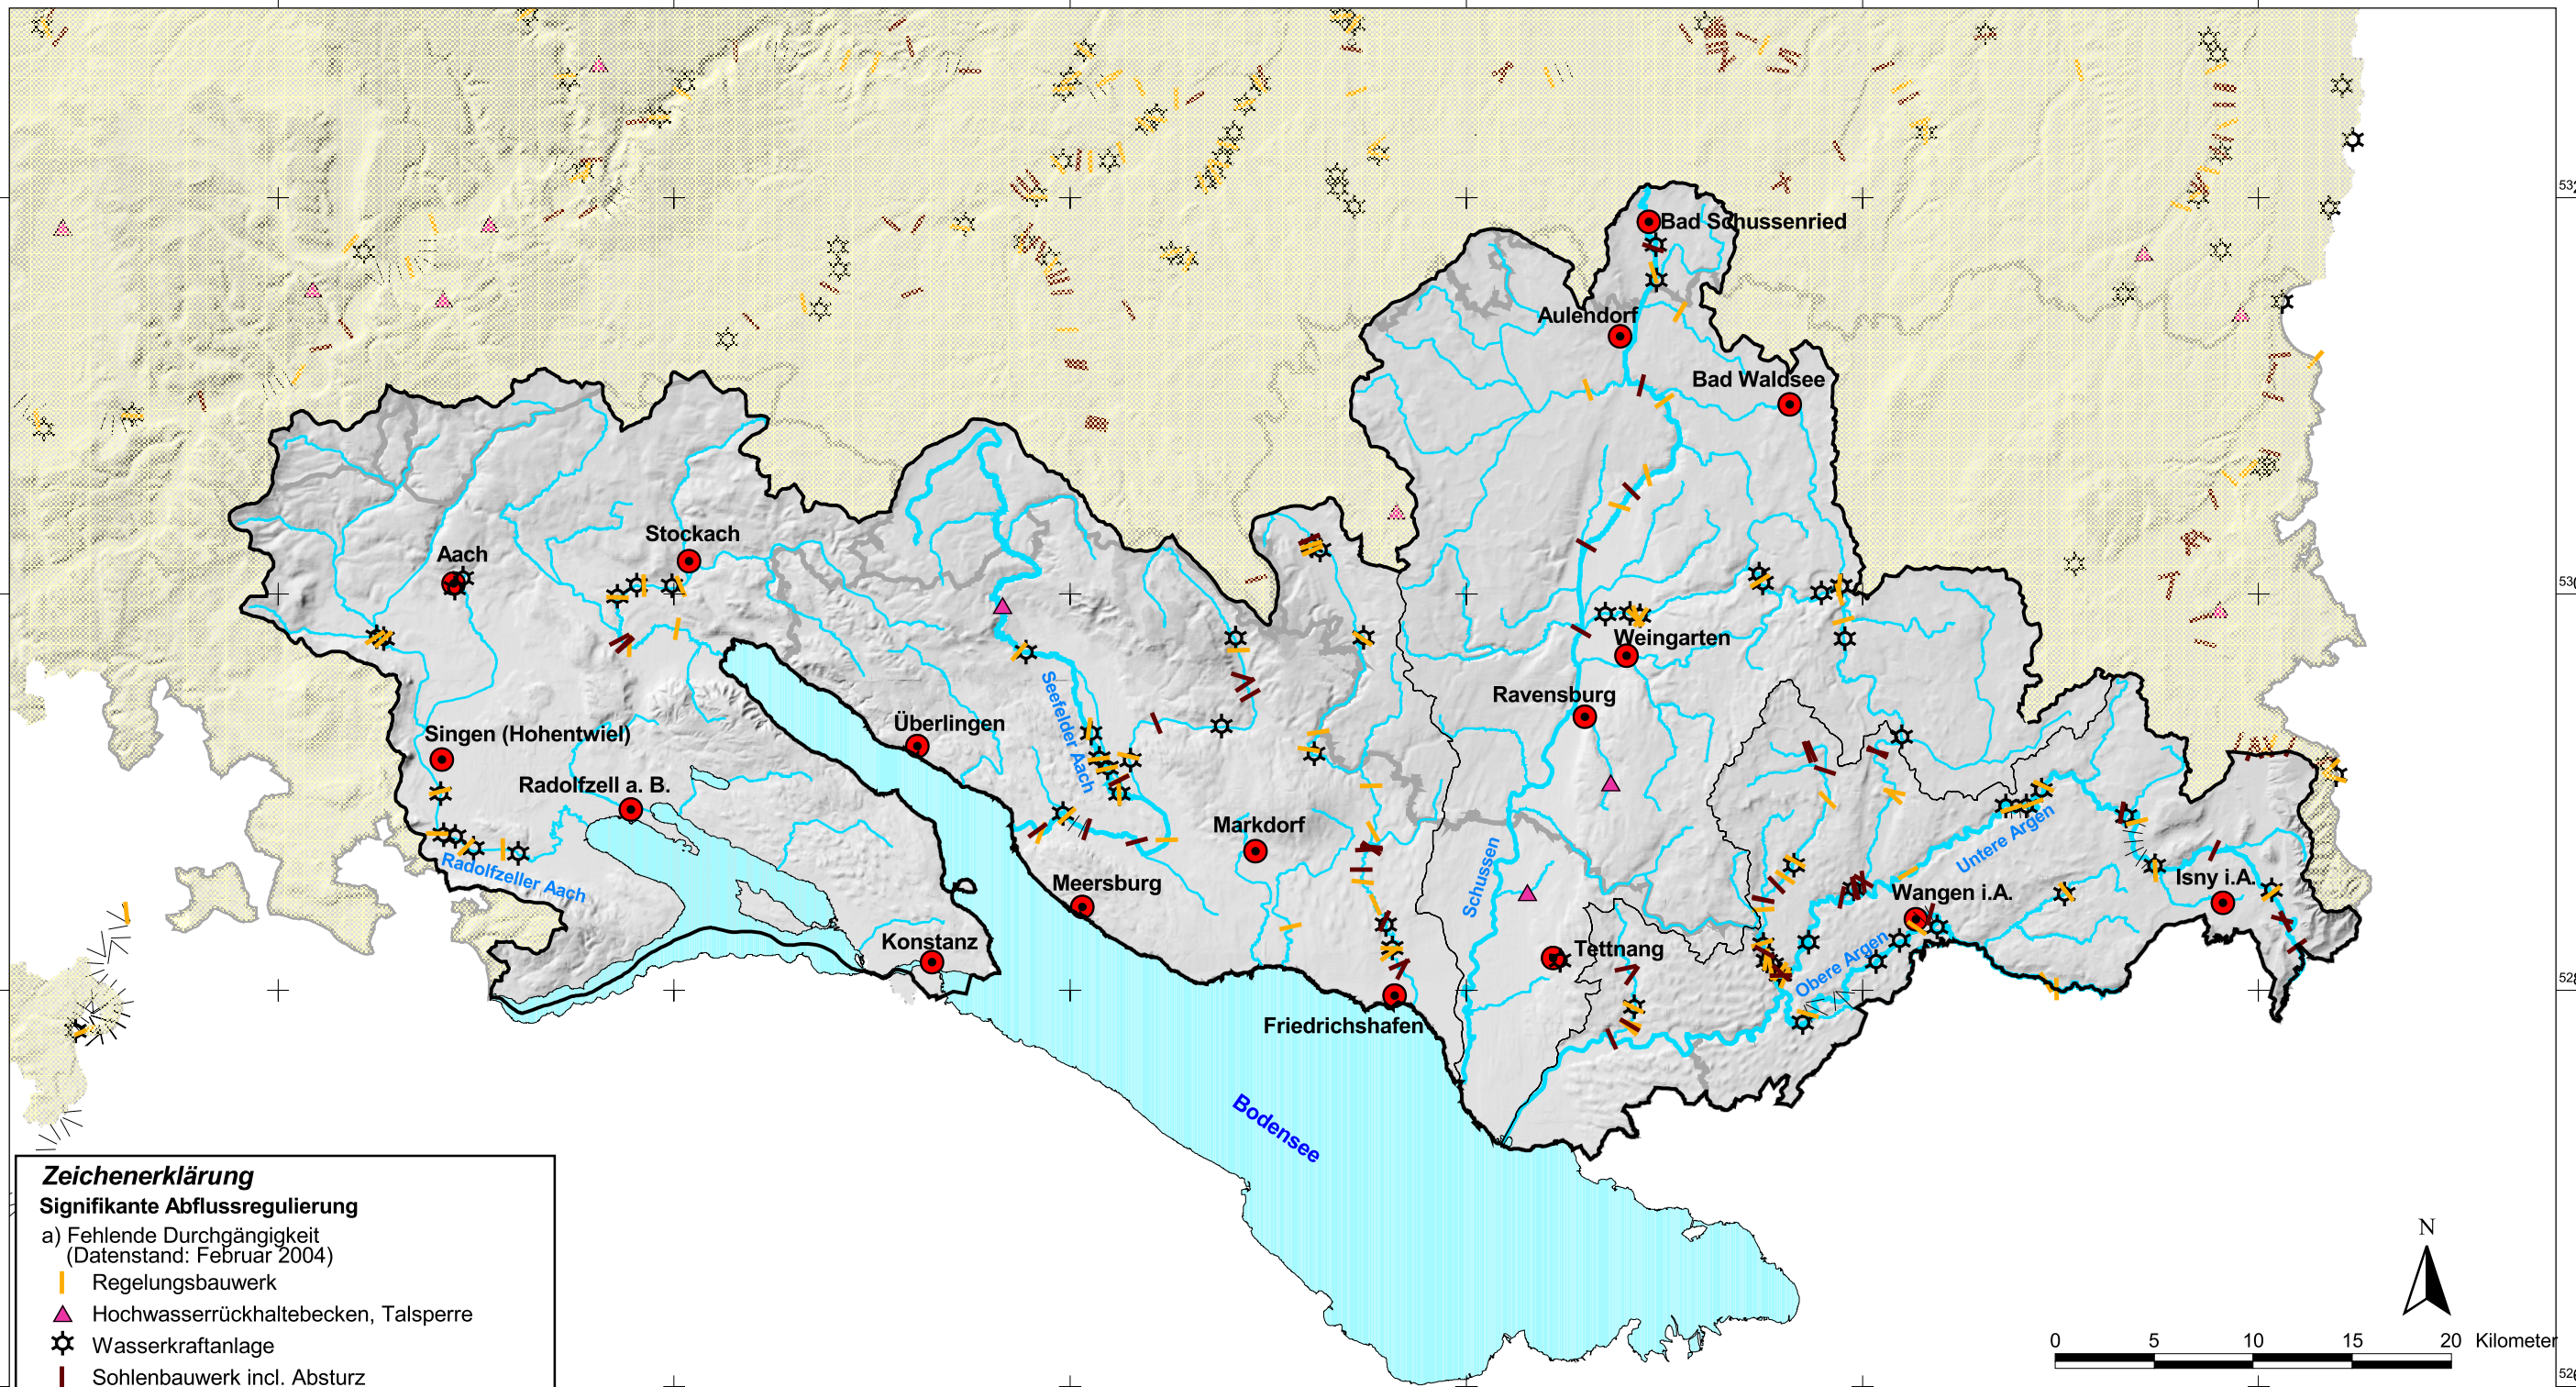 Bad Schussenried
Aulendorf
Bad Waldsee
Stockach
Aach
Weingarten
Ravensburg
Seefelder Aach
Überlingen
Singen (Hohentwiel)
Radolfzell a. B.
Markdorf
Schussen
Untere Argen
Radolfzeller Aach
Meersburg
Isny i.A.
Wangen i.A.
Konstanz
Tettnang
Obere Argen
Friedrichshafen
Bodensee
Zeichenerklärung
Signifikante Abflussregulierung
a) Fehlende Durchgängigkeit
(Datenstand: Februar 2004)
Regelungsbauwerk
Hochwasserrückhaltebecken, Talsperre
Wasserkraftanlage
Sohlenbauwerk incl. Absturz
N
0 5 10 15 20 Kilometer